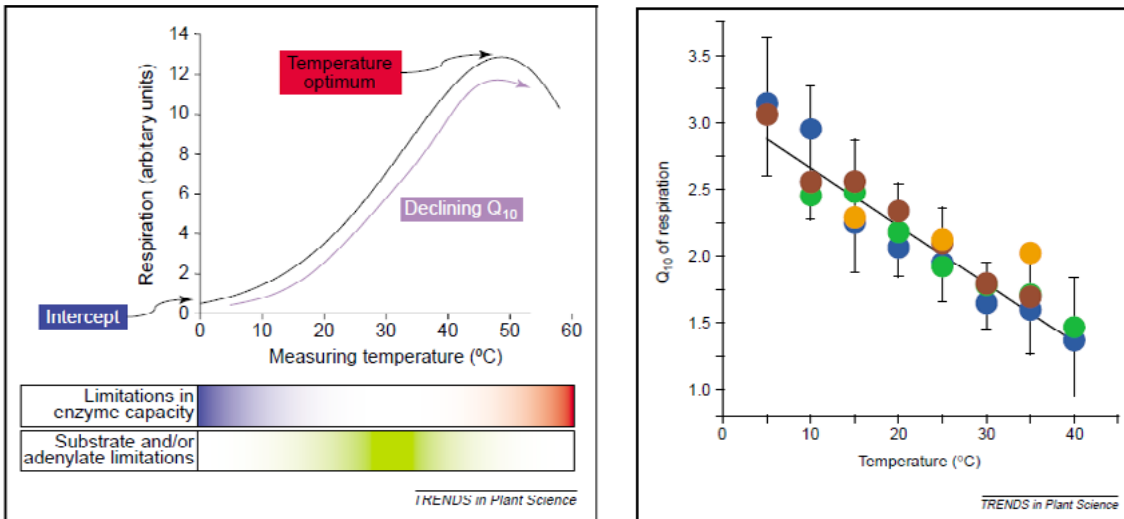 14
12
10
8
6
4
2
0
Respiration (arbitary units)
Temperature
optimum
Declining Q10
Intercept
0 10 20 30 40 50 60
Measuring temperature (ºC)
Limitations in
enzyme capacity
Substrate and/or
adenylate limitations
TRENDS in Plant Science
3.5
3.0
2.5
2.0
1.5
1.0
Q10 of respiration
0 10 20 30 40
Temperature (°C)
TRENDS in Plant Science